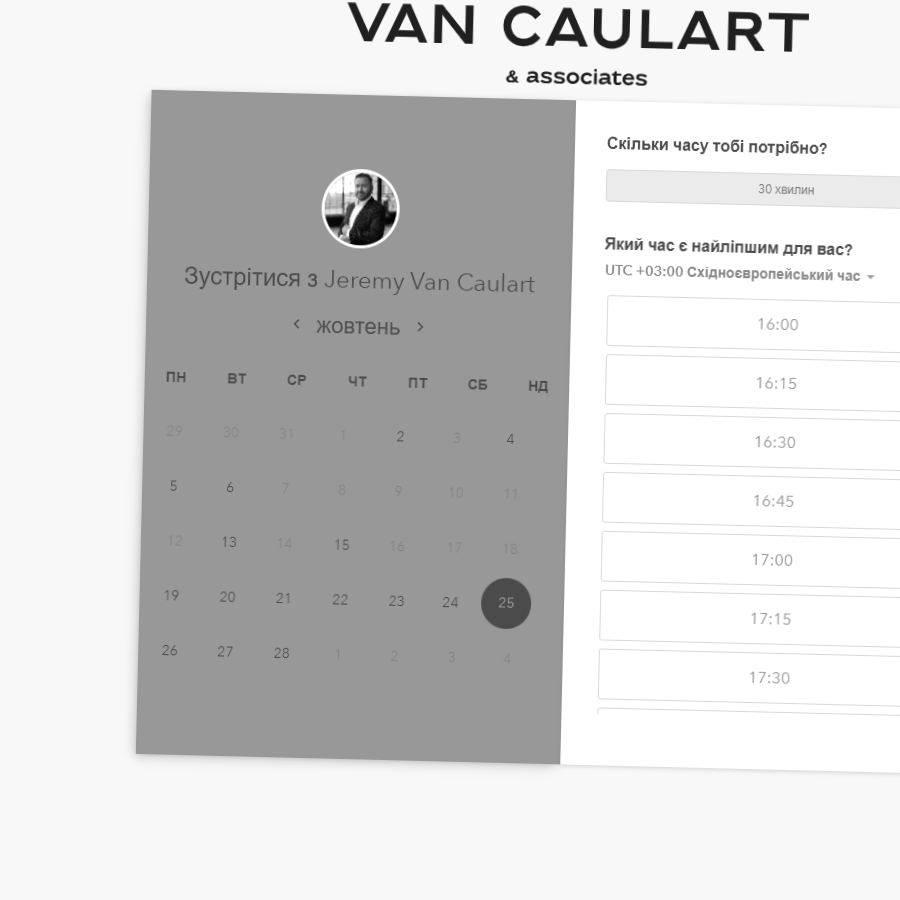 VAN CAULART
& associates
Зустрітися з Jeremy Van Caulart
жовтень
ПН ВТ СР ЧТ ПТ СБ НД
29 30 31 1 2 3 4
5 6 7 8 9 10 11
12 13 14 15 16 17 18
19 20 21 22 23 24 25
26 27 28 1 2 3 4
Скільки часу тобі потрібно?
30 хвилин
Який час є найліпшим для вас?
UTC +03:00 Східноєвропейський час
16:00
16:15
16:30
16:45
17:00
17:15
17:30